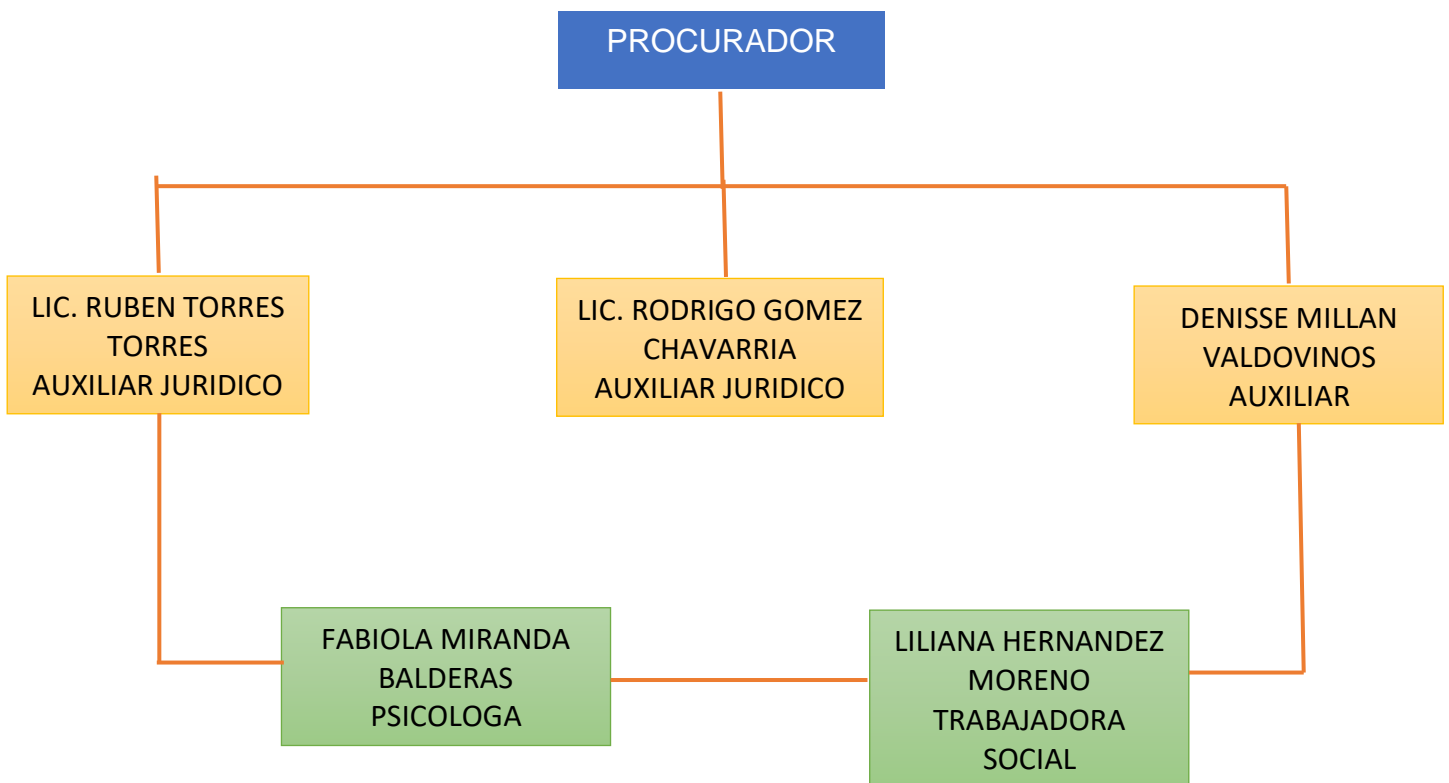 PROCURADOR
LIC. RUBEN TORRES
TORRES
AUXILIAR JURIDICO
LIC. RODRIGO GOMEZ
CHAVARRIA
AUXILIAR JURIDICO
DENISSE MILLAN
VALDOVINOS
AUXILIAR
FABIOLA MIRANDA
BALDERAS
PSICOLOGA
LILIANA HERNANDEZ
MORENO
TRABAJADORA
SOCIAL